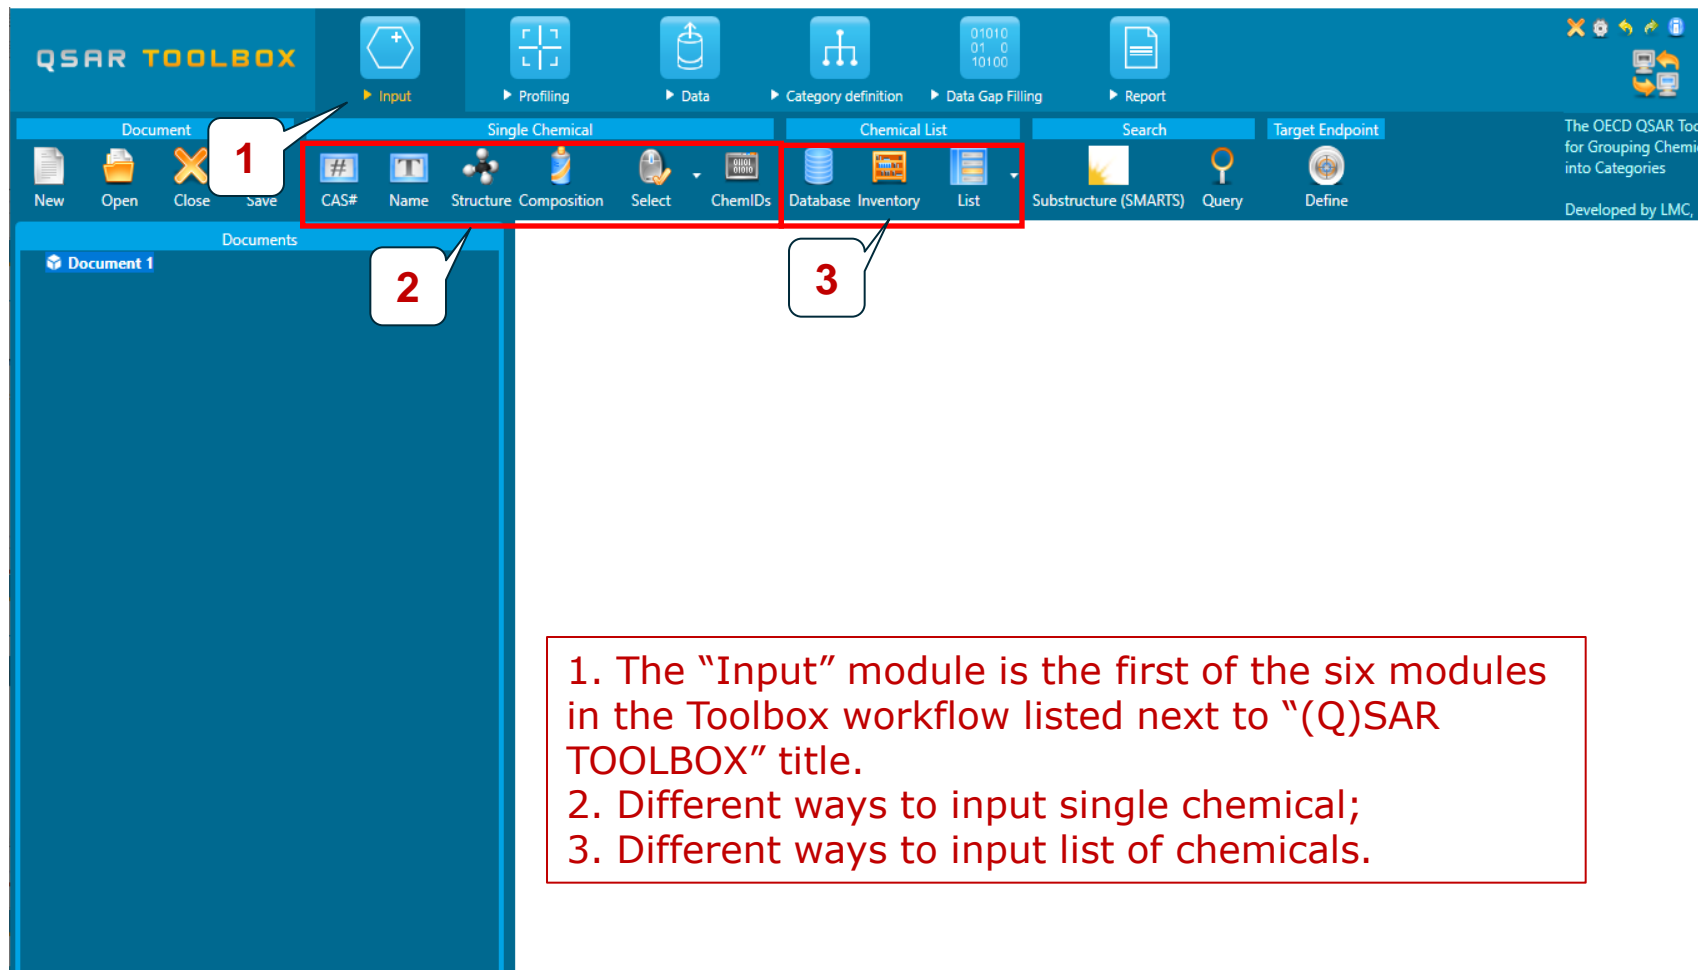 QSAR TOOLBOX
01010
01 0
10100
Input
Profiling
Data
Category definition
Data Gap Filling
Report
Document
Single Chemical
Chemical List
Search
Target Endpoint
The OECD QSAR Too
for Grouping Chemi
into Categories
Developed by LMC,
1
#
T
01101
01010
New
Open
Close
Save
CAS#
Name
Structure
Composition
Select
ChemIDs
Database
Inventory
List
Substructure (SMARTS)
Query
Define
Documents
Document 1
2
3
1. The “Input” module is the first of the six modules
in the Toolbox workflow listed next to “(Q)SAR
TOOLBOX” title.
2. Different ways to input single chemical;
3. Different ways to input list of chemicals.